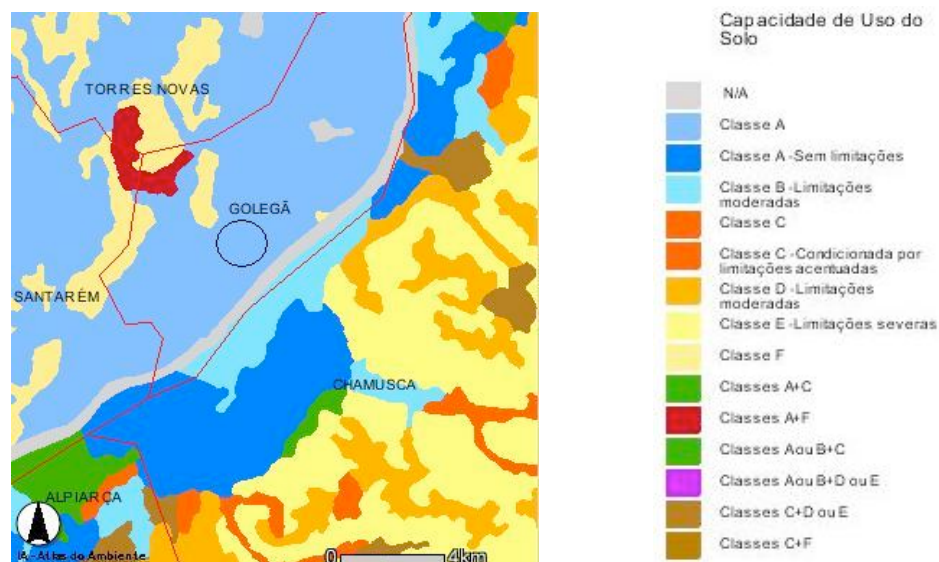 TORRES NOVAS
GOLEGÃ
SANTARÉM
CHAMUSCA
ALPIARÇA
IA - Atlas do Ambiente
0 4km
Capacidade de Uso do
Solo
N/A
Classe A
Classe A -Sem limitações
Classe B -Limitações
moderadas
Classe C
Classe C -Condicionada por
limitações acentuadas
Classe D -Limitações
moderadas
Classe E -Limitações severas
Classe F
Classes A+C
Classes A+F
Classes A ou B+C
Classes A ou B+D ou E
Classes C+D ou E
Classes C+F